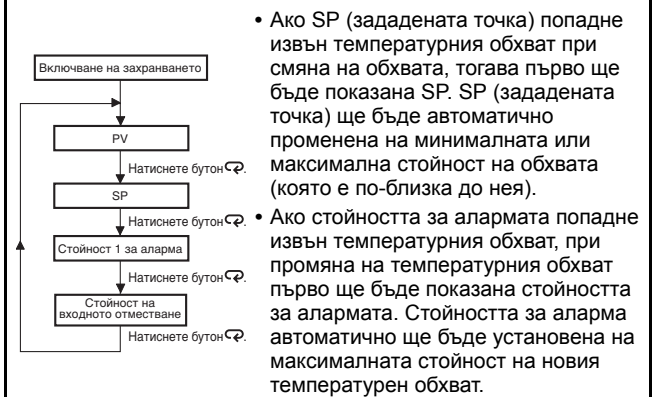 Включване на захранването
PV
Натиснете бутон
SP
Натиснете бутон
Стойност 1 за аларма
Натиснете бутон
Стойност на
входното отместване
Натиснете бутон
• Ако SP (зададената точка) попадне
извън температурния обхват при
смяна на обхвата, тогава първо ще
бъде показана SP. SP (зададената
точка) ще бъде автоматично
променена на минималната или
максимална стойност на обхвата
(която е по-близка до нея).
• Ако стойността за алармата попадне
извън температурния обхват, при
промяна на температурния обхват
първо ще бъде показана стойността
за алармата. Стойността за аларма
автоматично ще бъде установена на
максималната стойност на новия
температурен обхват.